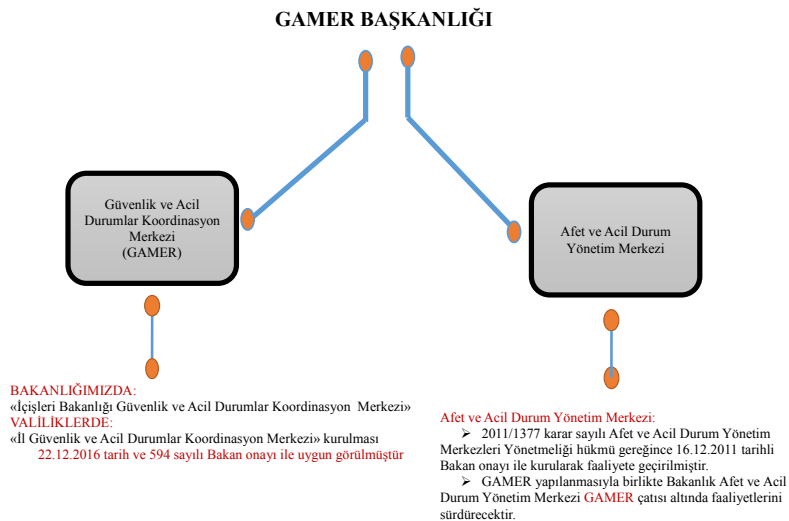 GAMER BAŞKANLIĞI
Güvenlik ve Acil
Durumlar Koordinasyon
Merkezi
(GAMER)
Afet ve Acil Durum
Yönetim Merkezi
BAKANLIĞIMIZDA:
«İçişleri Bakanlığı Güvenlik ve Acil Durumlar Koordinasyon Merkezi»
VALİLİKLERDE:
«İl Güvenlik ve Acil Durumlar Koordinasyon Merkezi» kurulması
22.12.2016 tarih ve 594 sayılı Bakan onayı ile uygun görülmüştür
Afet ve Acil Durum Yönetim Merkezi:
➢ 2011/1377 karar sayılı Afet ve Acil Durum Yönetim
Merkezleri Yönetmeliği hükmü gereğince 16.12.2011 tarihli
Bakan onayı ile kurularak faaliyete geçirilmiştir.
➢ GAMER yapılanmasıyla birlikte Bakanlık Afet ve Acil
Durum Yönetim Merkezi GAMER çatısı altında faaliyetlerini
sürdürecektir.